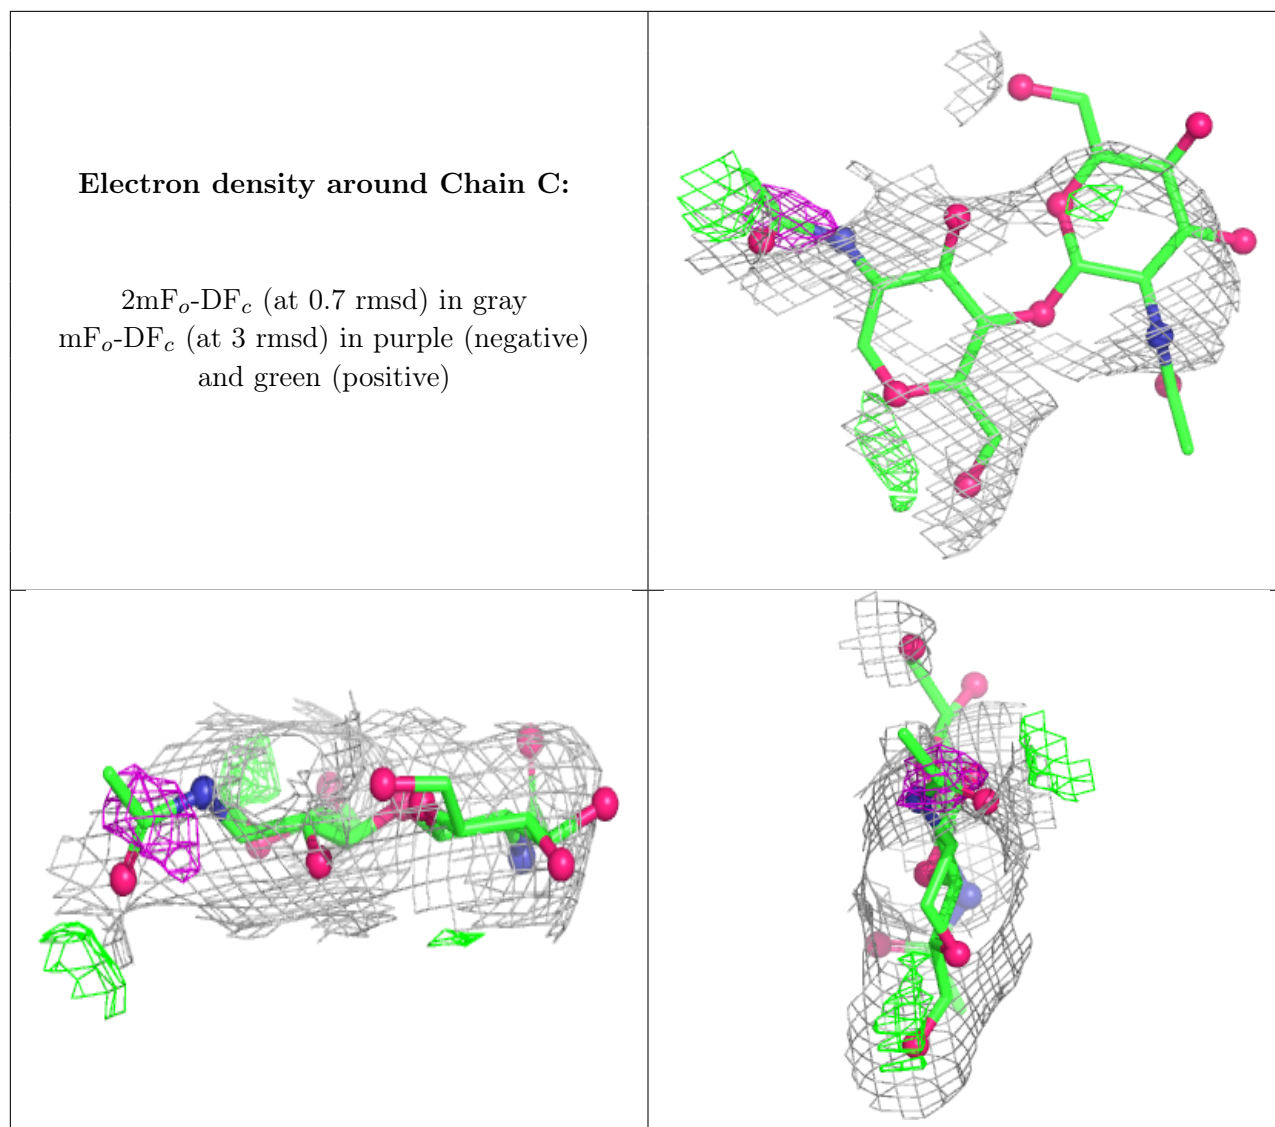 Electron density around Chain C:
2mFo-DFc (at 0.7 rmsd) in gray
mFo-DFc (at 3 rmsd) in purple (negative)
and green (positive)